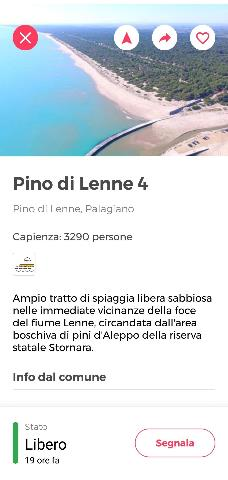 Pino di Lenne 4
Pino di Lenne, Palagiano
Capienza: 3290 persone
Ampio tratto di spiaggia libera sabbiosa
nelle immediate vicinanze della foce
del fiume Lenne, circandata dall'area
boschiva di pini d'Aleppo della riserva
statale Stornara.
Info dal comune
Stato
Libero
19 ore fa
Segnala